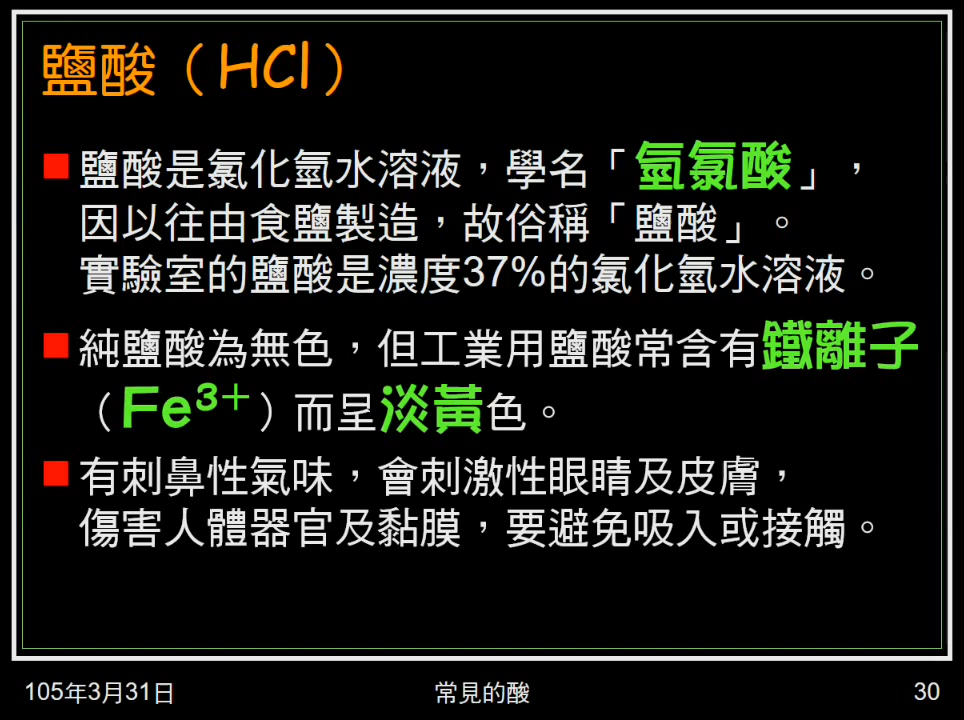 鹽酸（HCl）
鹽酸是氯化氫水溶液，學名「氫氯酸」，
因以往由食鹽製造，故俗稱「鹽酸」。
實驗室的鹽酸是濃度37%的氯化氫水溶液。
純鹽酸為無色，但工業用鹽酸常含有鐵離子
（Fe³⁺）而呈淡黃色。
有刺鼻性氣味，會刺激性眼睛及皮膚，
傷害人體器官及黏膜，要避免吸入或接觸。
105年3月31日
常見的酸
30